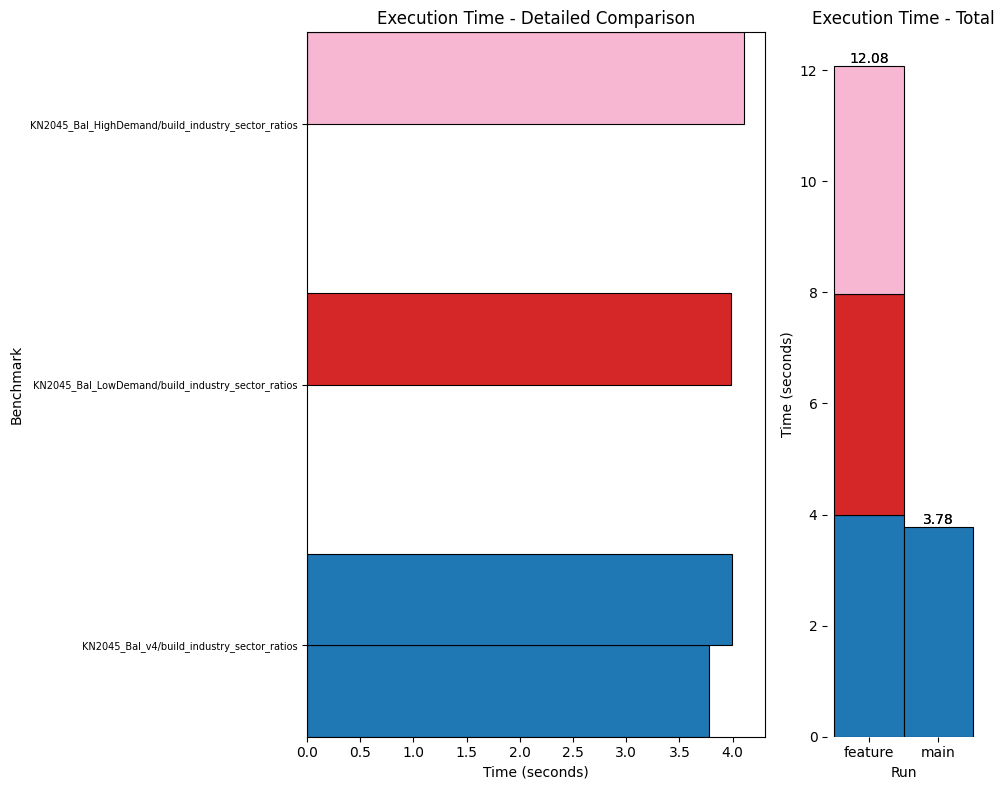 Execution Time - Detailed Comparison
Benchmark
KN2045_Bal_HighDemand/build_industry_sector_ratios
KN2045_Bal_LowDemand/build_industry_sector_ratios
KN2045_Bal_v4/build_industry_sector_ratios
0.0 0.5 1.0 1.5 2.0 2.5 3.0 3.5 4.0
Time (seconds)
Execution Time - Total
Time (seconds)
12
10
8
6
4
2
0
12.08
3.78
feature main
Run